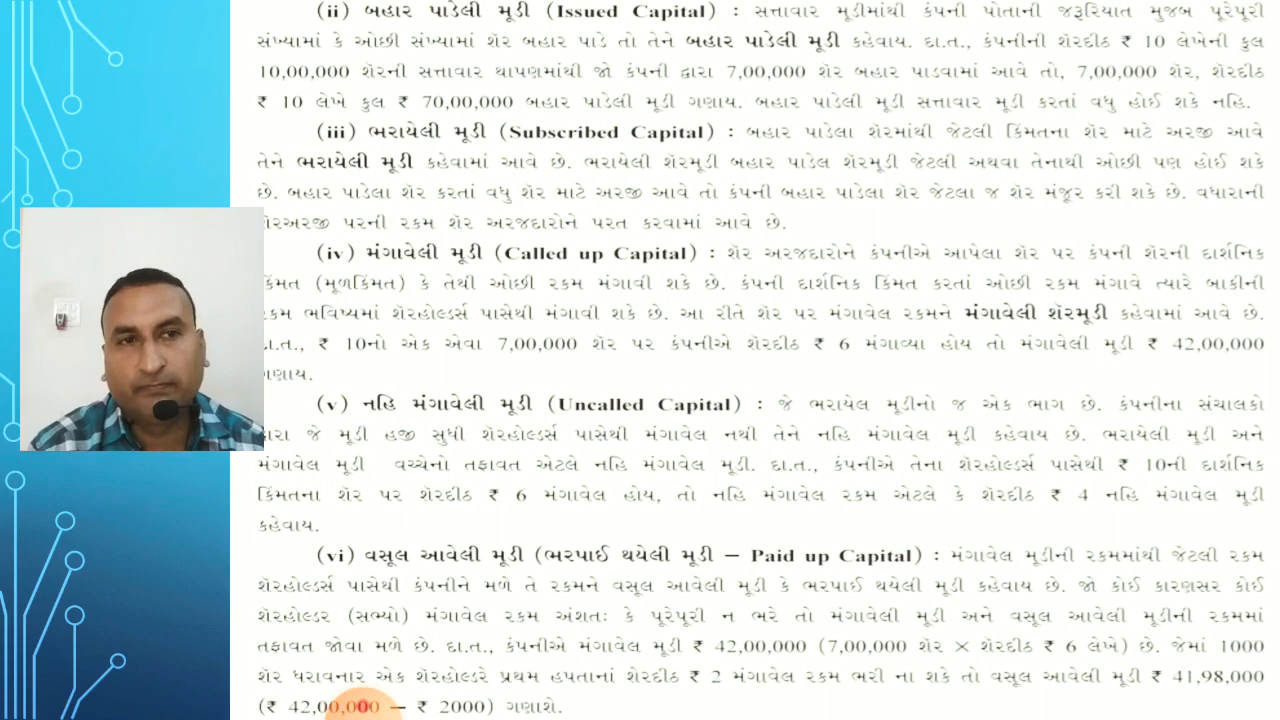 (ii) બહાર પાડેલી મૂડી (Issued Capital) : સત્તાવાર મૂડીમાંથી કંપની પોતાની જરૂરિયાત મુજબ પૂરેપૂરી
સંખ્યામાં કે ઓછી સંખ્યામાં શૅર બહાર પાડે તો તેને બહાર પાડેલી મૂડી કહેવાય. દા.ત., કંપનીની શૅરદીઠ ₹ 10 લેખેની કુલ
10,00,000 શૅરની સત્તાવાર થાપણમાંથી જો કંપની દ્વારા 7,00,000 શૅર બહાર પાડવામાં આવે તો, 7,00,000 શૅર, શૅરદીઠ
₹ 10 લેખે કુલ ₹ 70,00,000 બહાર પાડેલી મૂડી ગણાય. બહાર પાડેલી મૂડી સત્તાવાર મૂડી કરતાં વધુ હોઈ શકે નહિ.
(iii) ભરાયેલી મૂડી (Subscribed Capital) : બહાર પાડેલા શૅરમાંથી જેટલી કિંમતના શૅર માટે અરજી આવે
તેને ભરાયેલી મૂડી કહેવામાં આવે છે. ભરાયેલી શૅરમૂડી બહાર પાડેલ શૅરમૂડી જેટલી અથવા તેનાથી ઓછી પણ હોઈ શકે
છે. બહાર પાડેલા શૅર કરતાં વધુ શૅર માટે અરજી આવે તો કંપની બહાર પાડેલા શૅર જેટલા જ શૅર મંજૂર કરી શકે છે. વધારાની
પરની રકમ શૅર અરજદારોને પરત કરવામાં આવે છે.
(iv) મંગાવેલી મૂડી (Called up Capital) : શૅર અરજદારોને કંપનીએ આપેલા શૅર પર કંપની શૅરની દાર્શનિક
કિંમત (મૂળકિંમત) કે તેથી ઓછી રકમ મંગાવી શકે છે. કંપની દાર્શનિક કિંમત કરતાં ઓછી રકમ મંગાવે ત્યારે બાકીની
રકમ ભવિષ્યમાં શૅરહોલ્ડર્સ પાસેથી મંગાવી શકે છે. આ રીતે શૅર પર મંગાવેલ રકમને મંગાવેલી શૅરમૂડી કહેવામાં આવે છે.
દા.ત., ₹ 10નો એક એવા 7,00,000 શૅર પર કંપનીએ શૅરદીઠ ₹ 6 મંગાવ્યા હોય તો મંગાવેલી મૂડી ₹ 42,00,000
ગણાય.
(v) નહિ મંગાવેલી મૂડી (Uncalled Capital) : જે ભરાયેલ મૂડીનો જ એક ભાગ છે. કંપનીના સંચાલકો
દ્વારા જે મૂડી હજી સુધી શૅરહોલ્ડર્સ પાસેથી મંગાવેલ નથી તેને નહિ મંગાવેલ મૂડી કહેવાય છે. ભરાયેલી મૂડી અને
મંગાવેલ મૂડી વચ્ચેનો તફાવત એટલે નહિ મંગાવેલ મૂડી. દા.ત., કંપનીએ તેના શૅરહોલ્ડર્સ પાસેથી ₹ 10ની દાર્શનિક
કિંમતના શૅર પર શૅરદીઠ ₹ 6 મંગાવેલ હોય, તો નહિ મંગાવેલ રકમ એટલે કે શૅરદીઠ ₹ 4 નહિ મંગાવેલ મૂડી
કહેવાય.
(vi) વસૂલ આવેલી મૂડી (ભરપાઈ થયેલી મૂડી – Paid up Capital) : મંગાવેલ મૂડીની રકમમાંથી જેટલી રકમ
શૅરહોલ્ડર્સ પાસેથી કંપનીને મળે તે રકમને વસૂલ આવેલી મૂડી કે ભરપાઈ થયેલી મૂડી કહેવાય છે. જો કોઈ કારણસર કોઈ
શૅરહોલ્ડર (સભ્યો) મંગાવેલ રકમ અંશતઃ કે પૂરેપૂરી ન ભરે તો મંગાવેલી મૂડી અને વસૂલ આવેલી મૂડીની રકમમાં
તફાવત જોવા મળે છે. દા.ત., કંપનીએ મંગાવેલ મૂડી ₹ 42,00,000 (7,00,000 શૅર × શૅરદીઠ ₹ 6 લેખે) છે. જેમાં 1000
શૅર ધરાવનાર એક શૅરહોલ્ડરે પ્રથમ હપતાનાં શૅરદીઠ ₹ 2 મંગાવેલ રકમ ભરી ના શકે તો વસૂલ આવેલી મૂડી ₹ 41,98,000
(₹ 42,00,000 – ₹ 2000) ગણાશે.